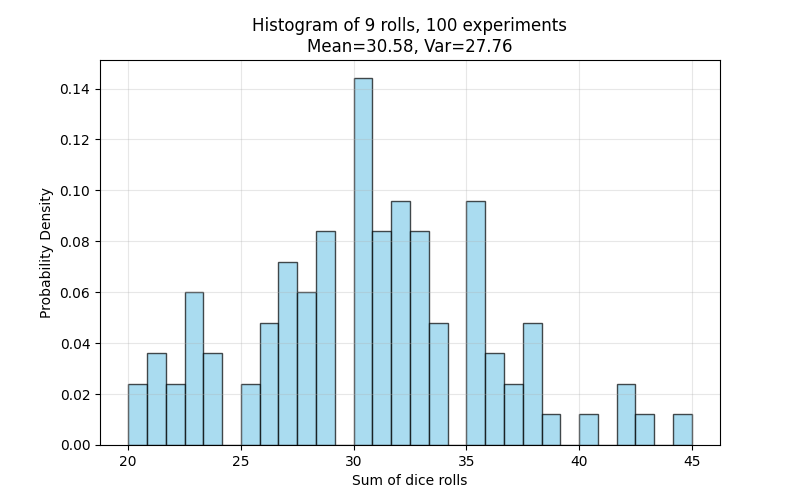 Histogram of 9 rolls, 100 experiments
Mean=30.58, Var=27.76
0.14
0.12
0.10
0.08
0.06
0.04
0.02
0.00
Probability Density
20 25 30 35 40 45
Sum of dice rolls